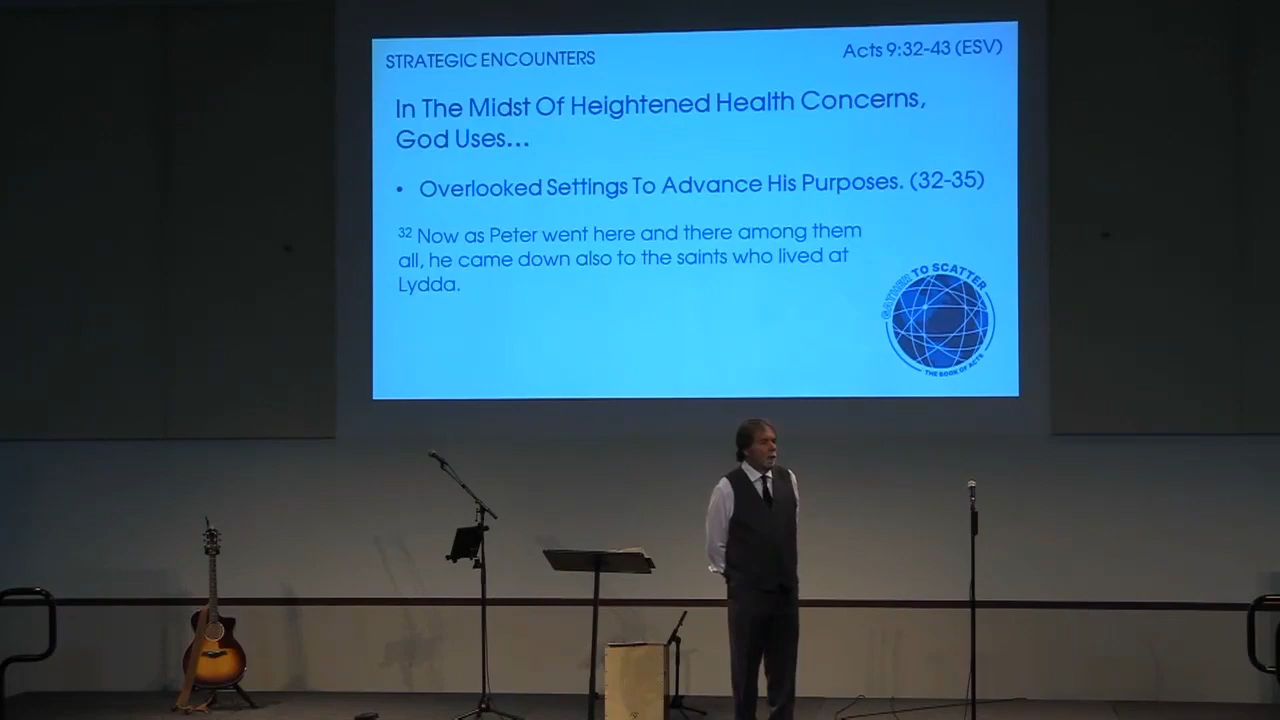 STRATEGIC ENCOUNTERS
Acts 9:32-43 (ESV)
In The Midst Of Heightened Health Concerns,
God Uses...
• Overlooked Settings To Advance His Purposes. (32-35)
32 Now as Peter went here and there among them
all, he came down also to the saints who lived at
Lydda.
GATHER TO SCATTER
THE BOOK OF ACTS